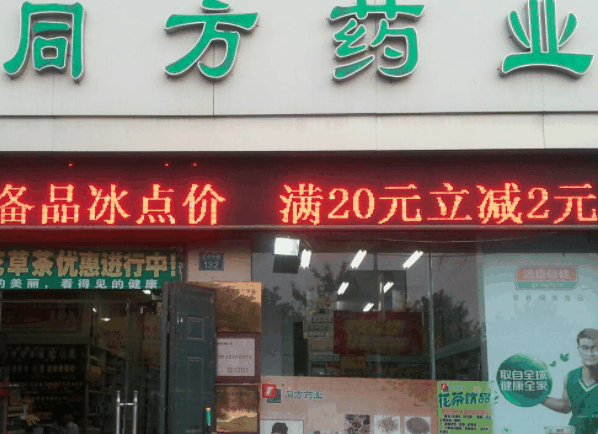 同方药业
备品冰点价 满20元立减2元
花草茶优惠进行中!
的美丽,看得见的健康
132
同方药业
取自全球
健康全家
花茶饮品